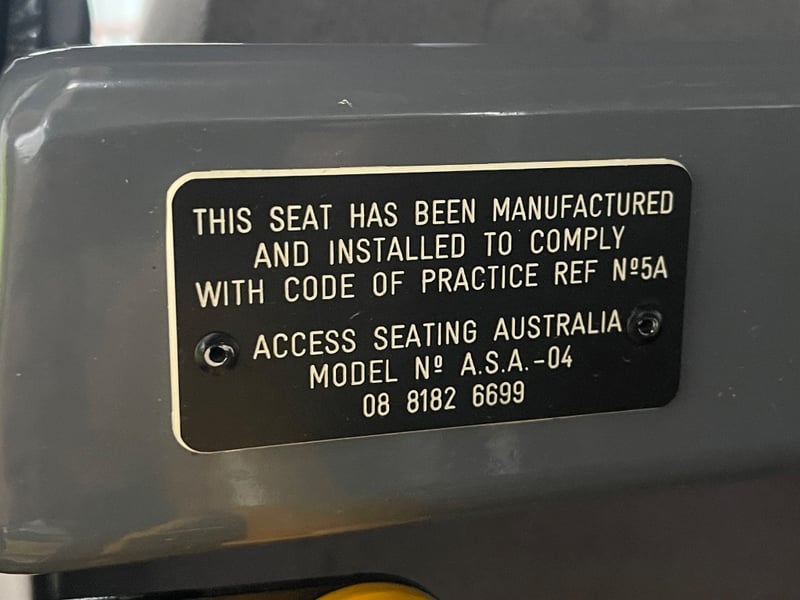 THIS SEAT HAS BEEN MANUFACTURED
AND INSTALLED TO COMPLY
WITH CODE OF PRACTICE REF Nº5A
ACCESS SEATING AUSTRALIA
MODEL Nº A.S.A.-04
08 8182 6699